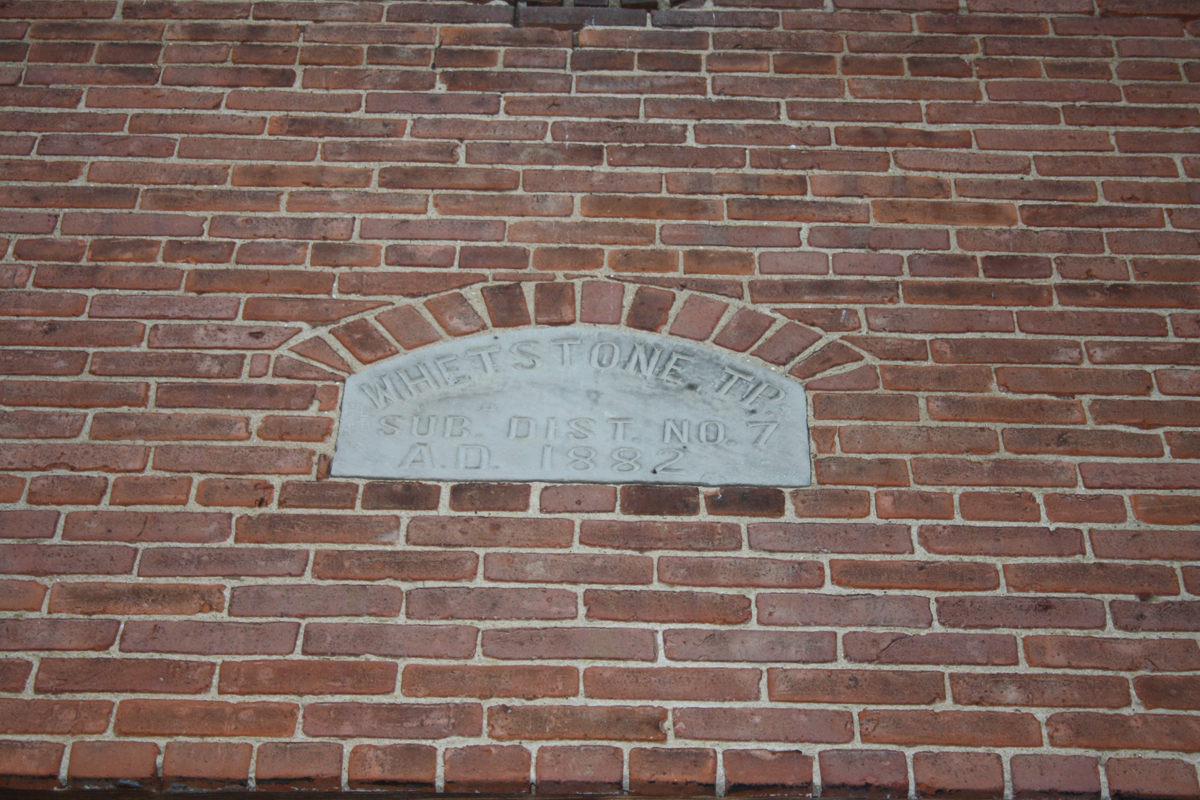 WHETSTONE TP.
SUB. DIST. NO. 7
A.D. 1882